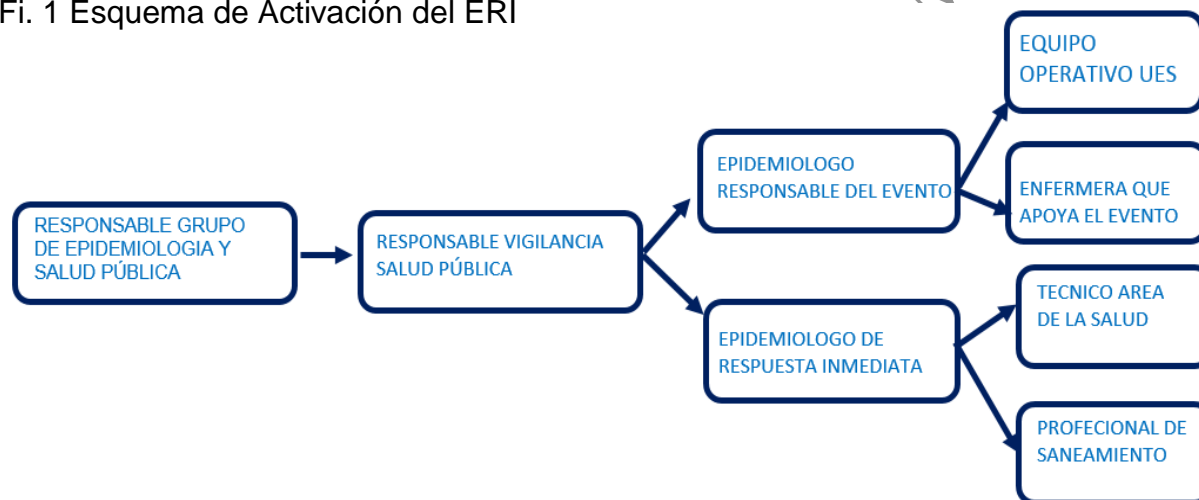 Fi. 1 Esquema de Activación del ERI
RESPONSABLE GRUPO
DE EPIDEMIOLOGIA Y
SALUD PÚBLICA
RESPONSABLE VIGILANCIA
SALUD PÚBLICA
EPIDEMIOLOGO
RESPONSABLE DEL EVENTO
EPIDEMIOLOGO DE
RESPUESTA INMEDIATA
EQUIPO
OPERATIVO UES
ENFERMERA QUE
APOYA EL EVENTO
TECNICO AREA
DE LA SALUD
PROFECIONAL DE
SANEAMIENTO